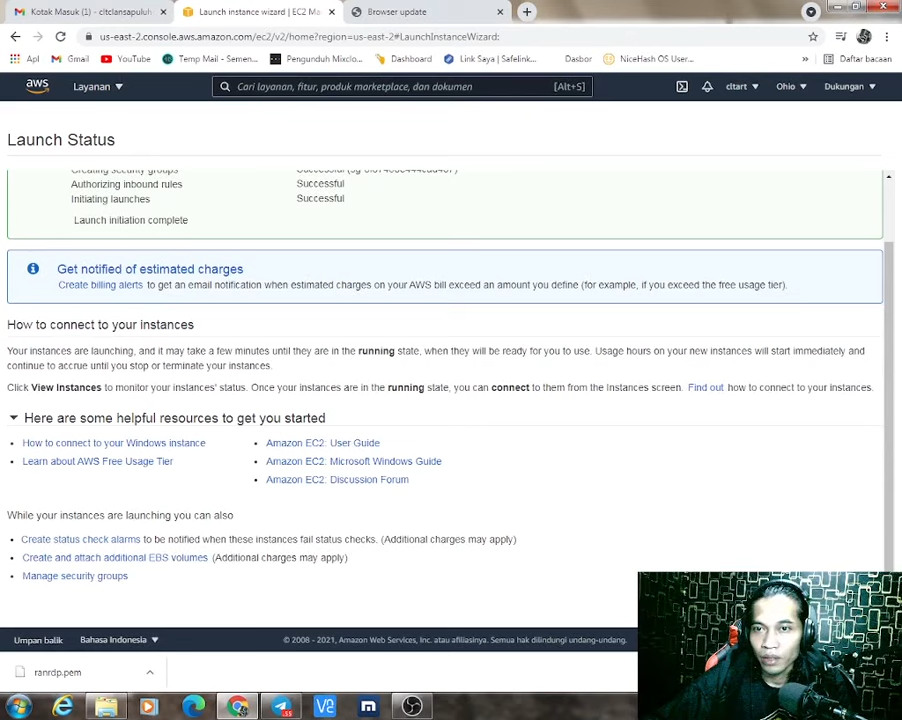 Kotak Masuk (1) - cltclansapuluh
Launch instance wizard | EC2 Ma
Browser update
us-east-2.console.aws.amazon.com/ec2/v2/home?region=us-east-2#LaunchInstanceWizard:
Apl
Gmail
YouTube
Temp Mail - Semen...
Pengunduh Mixclo...
Dashboard
Link Saya | Safelink...
Dasbor
NiceHash OS User...
»
Daftar bacaan
aws
Layanan
Cari layanan, fitur, produk marketplace, dan dokumen
[Alt+S]
cltart
Ohio
Dukungan
Launch Status
Creating security groups
Authorizing inbound rules Successful
Initiating launches Successful
Launch initiation complete
Get notified of estimated charges
Create billing alerts to get an email notification when estimated charges on your AWS bill exceed an amount you define (for example, if you exceed the free usage tier).
How to connect to your instances
Your instances are launching, and it may take a few minutes until they are in the running state, when they will be ready for you to use. Usage hours on your new instances will start immediately and
continue to accrue until you stop or terminate your instances.
Click View Instances to monitor your instances' status. Once your instances are in the running state, you can connect to them from the Instances screen. Find out how to connect to your instances.
Here are some helpful resources to get you started
• How to connect to your Windows instance
• Amazon EC2: User Guide
• Learn about AWS Free Usage Tier
• Amazon EC2: Microsoft Windows Guide
• Amazon EC2: Discussion Forum
While your instances are launching you can also
• Create status check alarms to be notified when these instances fail status checks. (Additional charges may apply)
• Create and attach additional EBS volumes (Additional charges may apply)
• Manage security groups
Umpan balik
Bahasa Indonesia
© 2008 - 2021, Amazon Web Services, Inc. atau afiliasinya. Semua hak dilindungi undang-undang.
ranrdp.pem